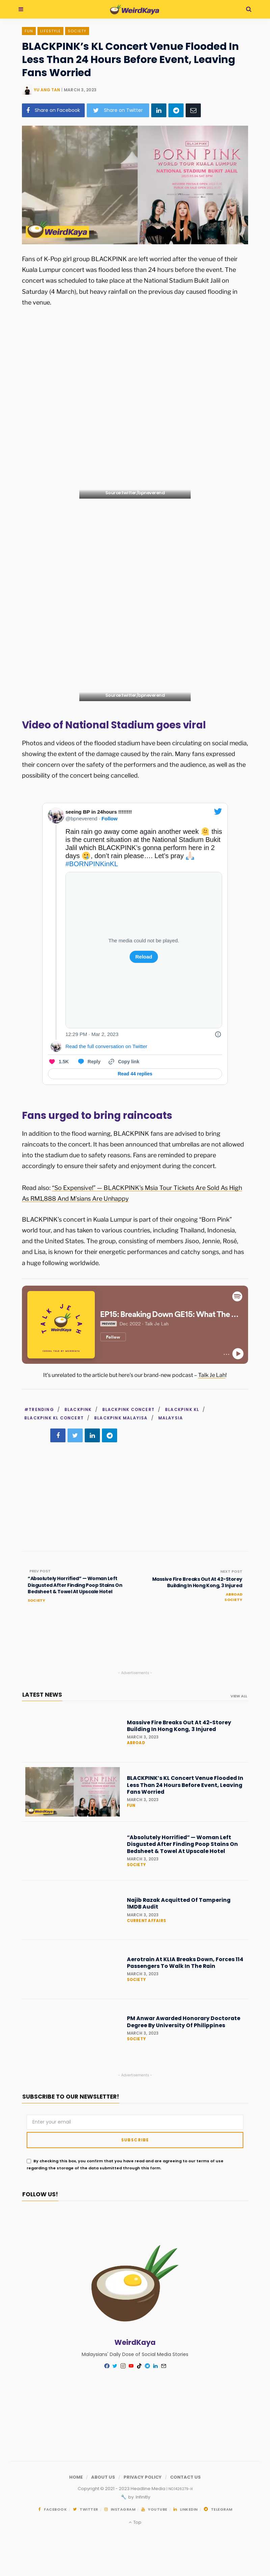 WeirdKaya
FUN LIFESTYLE SOCIETY
BLACKPINK's KL Concert Venue Flooded In
Less Than 24 Hours Before Event, Leaving
Fans Worried
MARCH 3, 2023
Share on Facebook Share on Twitter
WeirdKaya
BORN PINK
WORLD TOUR KUALA LUMPUR
NATIONAL STADIUM BUKIT JALIL
Fans of K-Pop girl group BLACKPINK are left worried after the venue of their
Kuala Lumpur concert was flooded less than 24 hours before the event. The
concert was scheduled to take place at the National Stadium Bukit Jalil on
Saturday (4 March), but heavy rainfall on the previous day caused flooding in
the venue.
Video of National Stadium goes viral
Photos and videos of the flooded stadium have been circulating on social media,
showing the extent of the damage caused by the rain. Many fans expressed
their concern over the safety of the performers and the audience, as well as the
possibility of the concert being cancelled.
seeing BP in 24hours !!!!!!!!
@bpneverend · Follow
Rain rain go away come again another week 🫠 this
is the current situation at the National Stadium Bukit
Jalil which BLACKPINK's gonna perform here in 2
days 🥲, don't rain please…. Let's pray 🙏🏻
#BORNPINKinKL
The media could not be played.
Reload
12:29 PM · Mar 2, 2023
Read the full conversation on Twitter
1.9K Reply Copy link
Read 44 replies
Fans urged to bring raincoats
In addition to the flood warning, BLACKPINK fans are advised to bring
raincoats to the concert. It has been announced that umbrellas are not allowed
into the stadium due to safety concerns. Fans are reminded to prepare
accordingly to ensure their safety and enjoyment during the concert.
Read also: “So Expensive!” — BLACKPINK's Msia Tour Tickets Are Sold As High
As RM1,888 And M'sians Are Unhappy
BLACKPINK's concert in Kuala Lumpur is part of their ongoing “Born Pink”
world tour, and has taken to various countries, including Thailand, Indonesia,
and the United States. The group, consisting of members Jisoo, Jennie, Rosé,
and Lisa, is known for their energetic performances and catchy songs, and has
a huge following worldwide.
TALK JE LAH
WeirdKaya
EP15: Breaking Down GE15: What The ...
PREVIEW Dec 2022 · Talk Je Lah
Follow
It's unrelated to the article but here's our brand-new podcast – Talk Je Lah!
#TRENDING / BLACKPINK / BLACKPINK CONCERT / BLACKPINK KL /
BLACKPINK KL CONCERT / BLACKPINK MALAYISA / MALAYSIA
PREV POST
“Absolutely Horrified” — Woman Left
Disgusted After Finding Poop Stains On
Bedsheet & Towel At Upscale Hotel
SOCIETY
NEXT POST
Massive Fire Breaks Out At 42-Storey
Building In Hong Kong, 3 Injured
ABROAD
SOCIETY
- Advertisements -
LATEST NEWS
VIEW ALL
Massive Fire Breaks Out At 42-Storey
Building In Hong Kong, 3 Injured
MARCH 3, 2023
ABROAD
BLACKPINK's KL Concert Venue Flooded In
Less Than 24 Hours Before Event, Leaving
Fans Worried
MARCH 3, 2023
FUN
“Absolutely Horrified” — Woman Left
Disgusted After Finding Poop Stains On
Bedsheet & Towel At Upscale Hotel
MARCH 3, 2023
SOCIETY
Najib Razak Acquitted Of Tampering
1MDB Audit
MARCH 3, 2023
CURRENT AFFAIRS
Aerotrain At KLIA Breaks Down, Forces 114
Passengers To Walk In The Rain
MARCH 3, 2023
SOCIETY
PM Anwar Awarded Honorary Doctorate
Degree By University Of Philippines
MARCH 3, 2023
SOCIETY
- Advertisements -
SUBSCRIBE TO OUR NEWSLETTER!
Enter your email
SUBSCRIBE
By checking this box, you confirm that you have read and are agreeing to our terms of use
regarding the storage of the data submitted through this form.
FOLLOW US!
WeirdKaya
Malaysians' Daily Dose of Social Media Stories
HOME ABOUT US PRIVACY POLICY CONTACT US
by Infinity.
FACEBOOK TWITTER INSTAGRAM YOUTUBE LINKEDIN TELEGRAM
Top